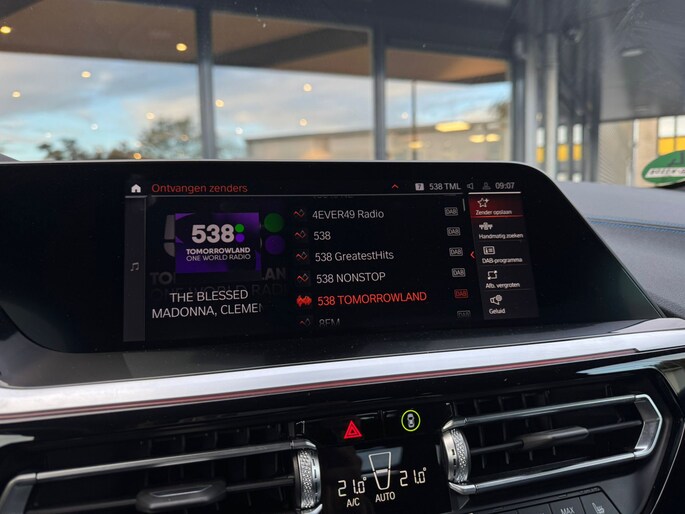 Ontvangen zenders
538 TML
09:07
4EVER49 Radio
DAB
538
DAB
538 GreatestHits
DAB
538 NONSTOP
DAB
538 TOMORROWLAND
DAB
538
TOMORROWLAND
ONE WORLD RADIO
THE BLESSED
MADONNA, CLEMEN
Zender opslaan
Handmatig zoeken
DAB-programma
Afb. vergroten
Geluid
21.0
A/C
AUTO
21.0
MAX